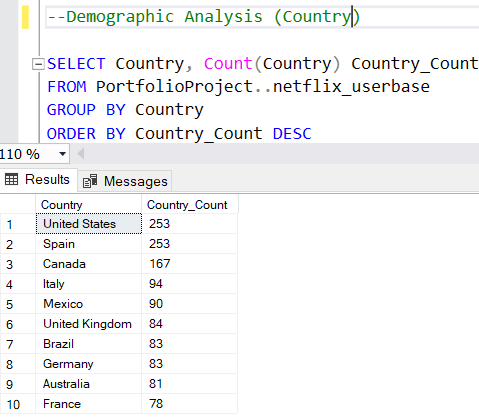 --Demographic Analysis (Country)
SELECT Country, Count(Country) Country_Count
FROM PortfolioProject..netflix_userbase
GROUP BY Country
ORDER BY Country_Count DESC
110 %
Results Messages
Country Country_Count
1 United States 253
2 Spain 253
3 Canada 167
4 Italy 94
5 Mexico 90
6 United Kingdom 84
7 Brazil 83
8 Germany 83
9 Australia 81
10 France 78